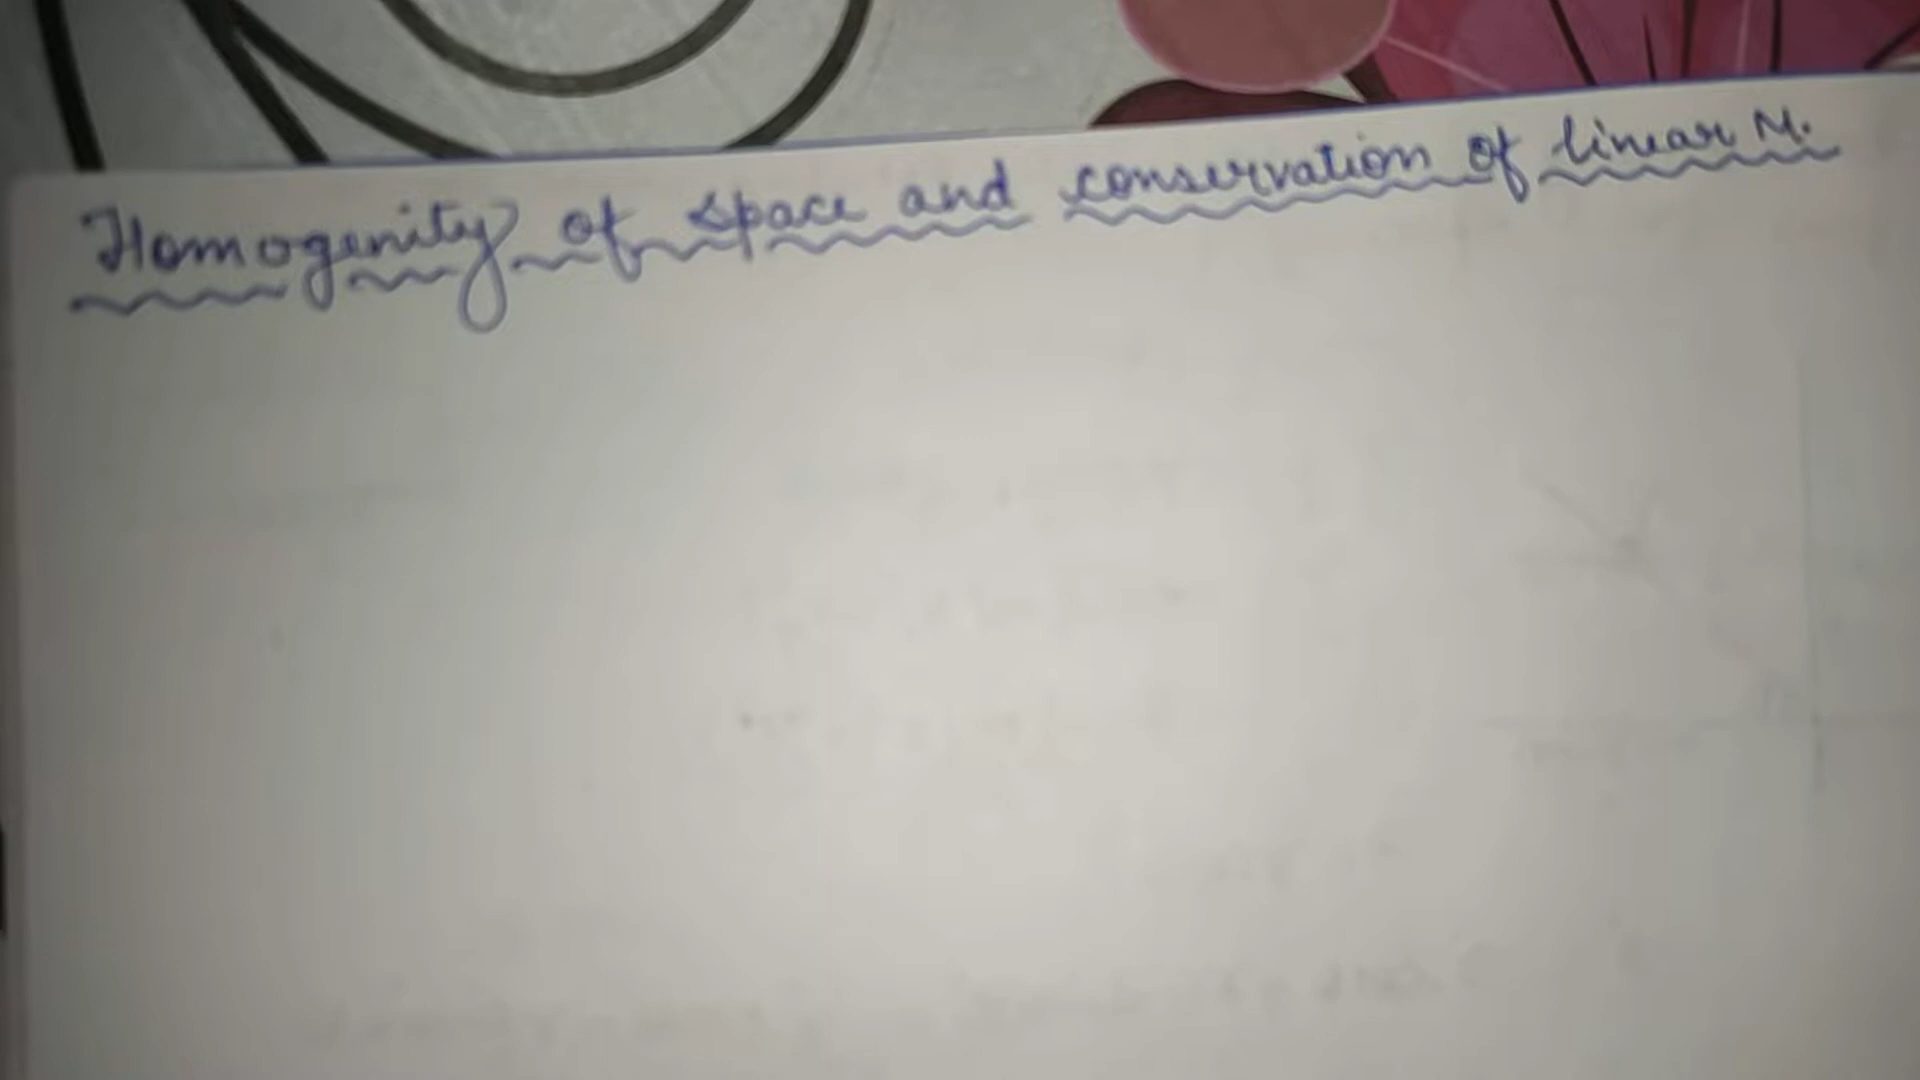 Homogenity of space and conservation of linear M.